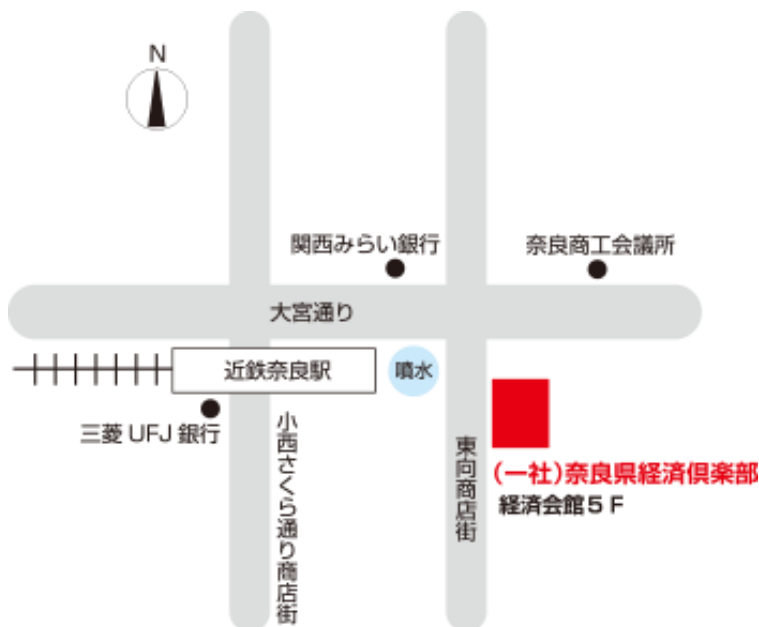 N
関西みらい銀行
奈良商工会議所
大宮通り
近鉄奈良駅
噴水
三菱UFJ銀行
小西さくら通り商店街
東向商店街
(一社)奈良県経済倶楽部
経済会館5F